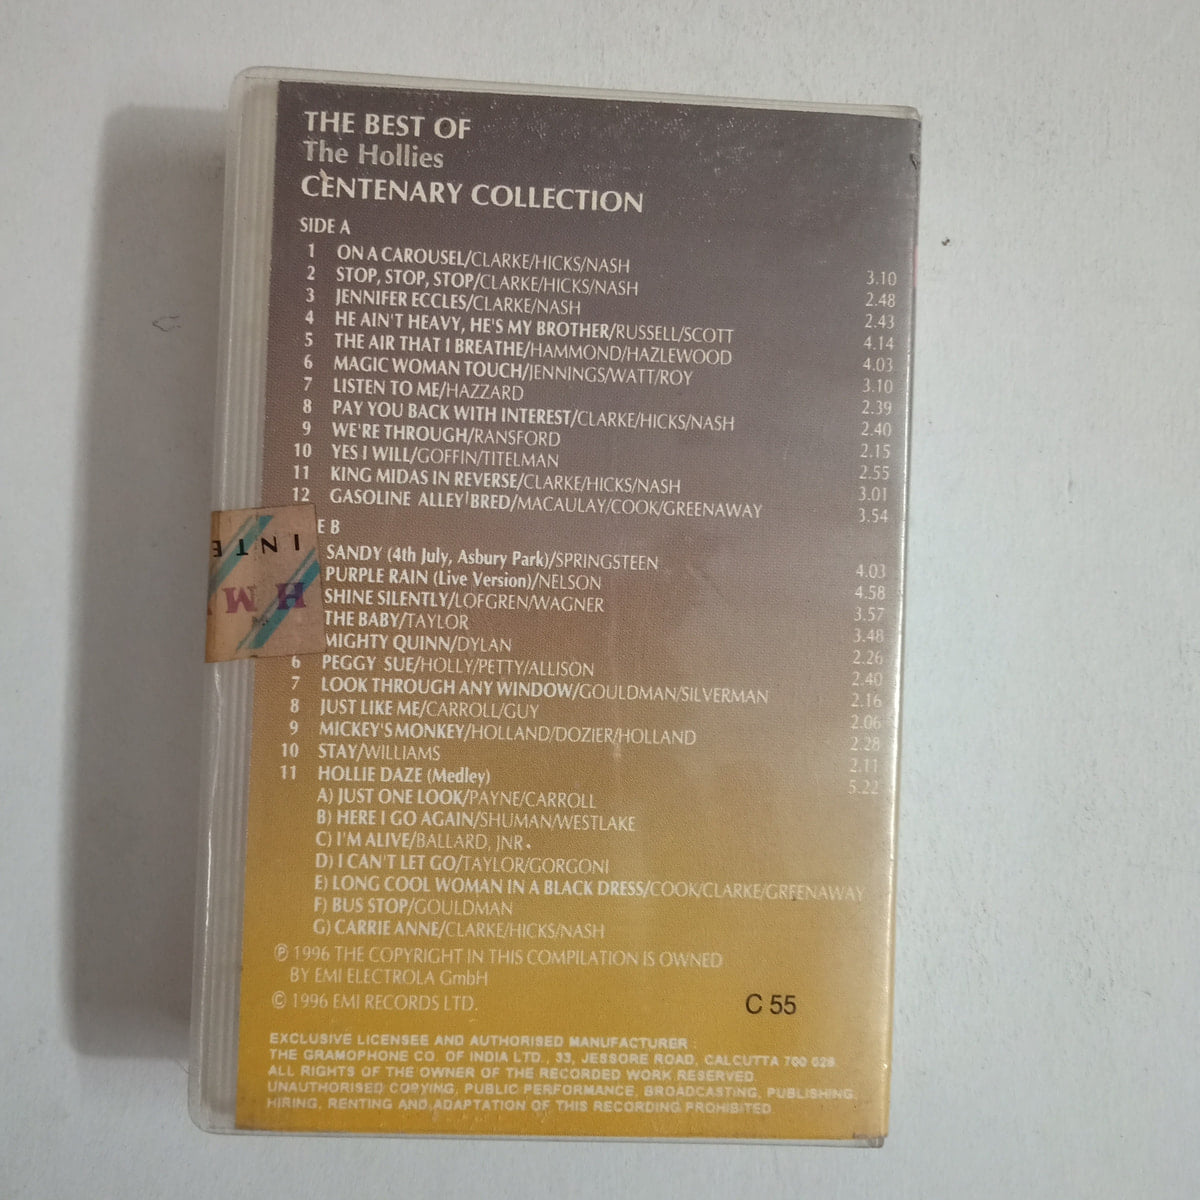 THE BEST OF
The Hollies
CENTENARY COLLECTION
SIDE A
1 ON A CAROUSEL/CLARKE/HICKS/NASH 3.10
2 STOP, STOP, STOP/CLARKE/HICKS/NASH 2.48
3 JENNIFER ECCLES/CLARKE/NASH 2.43
4 HE AIN'T HEAVY, HE'S MY BROTHER/RUSSELL/SCOTT 4.14
5 THE AIR THAT I BREATHE/HAMMOND/HAZLEWOOD 4.03
6 MAGIC WOMAN TOUCH/JENNINGS/WATT/ROY 3.10
7 LISTEN TO ME/HAZZARD 2.39
8 PAY YOU BACK WITH INTEREST/CLARKE/HICKS/NASH 2.40
9 WE'RE THROUGH/RANSFORD 2.15
10 YES I WILL/GOFFIN/TITELMAN 2.55
11 KING MIDAS IN REVERSE/CLARKE/HICKS/NASH 3.01
12 GASOLINE ALLEY BRED/MACAULAY/COOK/GREENAWAY 3.54
E B
SANDY (4th July, Asbury Park)/SPRINGSTEEN 4.03
PURPLE RAIN (Live Version)/NELSON 4.58
SHINE SILENTLY/LOFGREN/WAGNER 3.57
THE BABY/TAYLOR 3.48
MIGHTY QUINN/DYLAN 2.26
6 PEGGY SUE/HOLLY/PETTY/ALLISON 2.40
7 LOOK THROUGH ANY WINDOW/GOULDMAN/SILVERMAN 2.16
8 JUST LIKE ME/CARROLL/GUY 2.06
9 MICKEY'S MONKEY/HOLLAND/DOZIER/HOLLAND 2.28
10 STAY/WILLIAMS 2.11
11 HOLLIE DAZE (Medley) 5.22
A) JUST ONE LOOK/PAYNE/CARROLL
B) HERE I GO AGAIN/SHUMAN/WESTLAKE
C) I'M ALIVE/BALLARD, JNR.
D) I CAN'T LET GO/TAYLOR/GORGONI
E) LONG COOL WOMAN IN A BLACK DRESS/COOK/CLARKE/GREENAWAY
F) BUS STOP/GOULDMAN
G) CARRIE ANNE/CLARKE/HICKS/NASH
℗ 1996 THE COPYRIGHT IN THIS COMPILATION IS OWNED
BY EMI ELECTROLA GmbH
© 1996 EMI RECORDS LTD.
C 55
EXCLUSIVE LICENSEE AND AUTHORISED MANUFACTURER :
THE GRAMOPHONE CO. OF INDIA LTD., 33, JESSORE ROAD, CALCUTTA 700 028
ALL RIGHTS OF THE OWNER OF THE RECORDED WORK RESERVED.
UNAUTHORISED COPYING, PUBLIC PERFORMANCE, BROADCASTING, PUBLISHING,
HIRING, RENTING AND ADAPTATION OF THIS RECORDING PROHIBITED.
INTE
HM